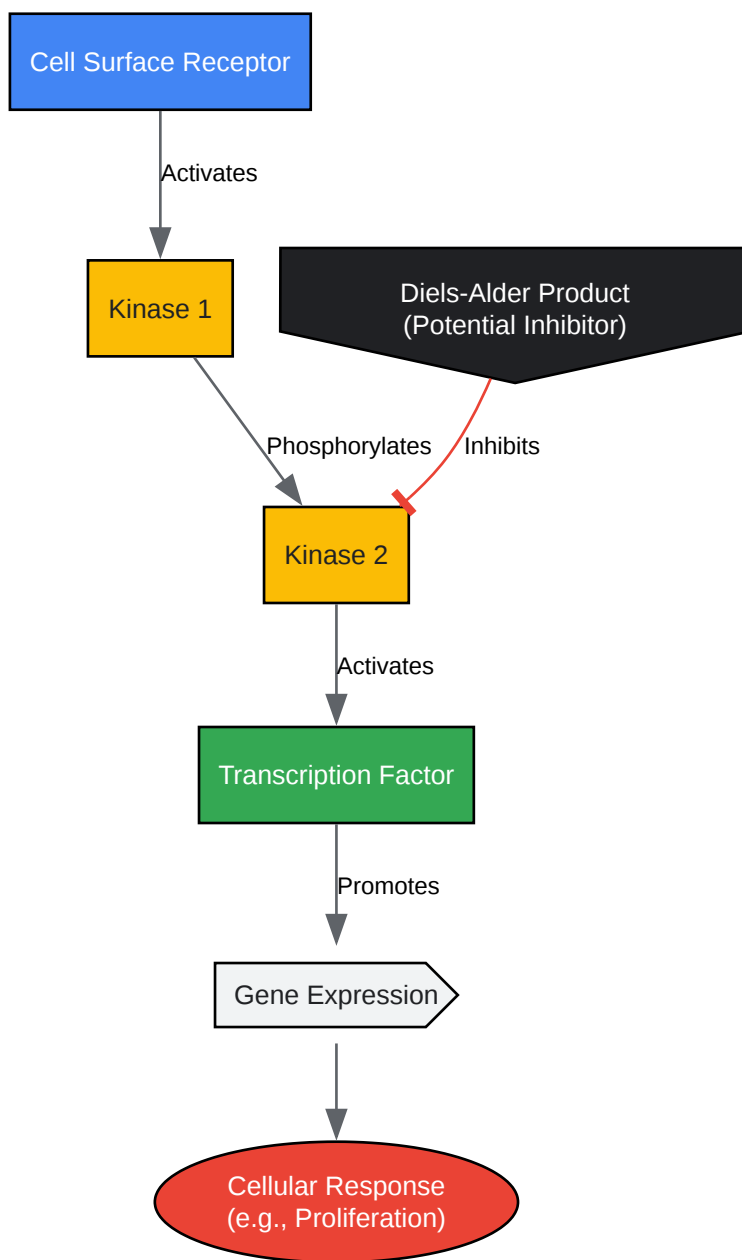 Cell Surface Receptor
Activates
Kinase 1
Diels-Alder Product
(Potential Inhibitor)
Phosphorylates
Inhibits
Kinase 2
Activates
Transcription Factor
Promotes
Gene Expression
Cellular Response
(e.g., Proliferation)